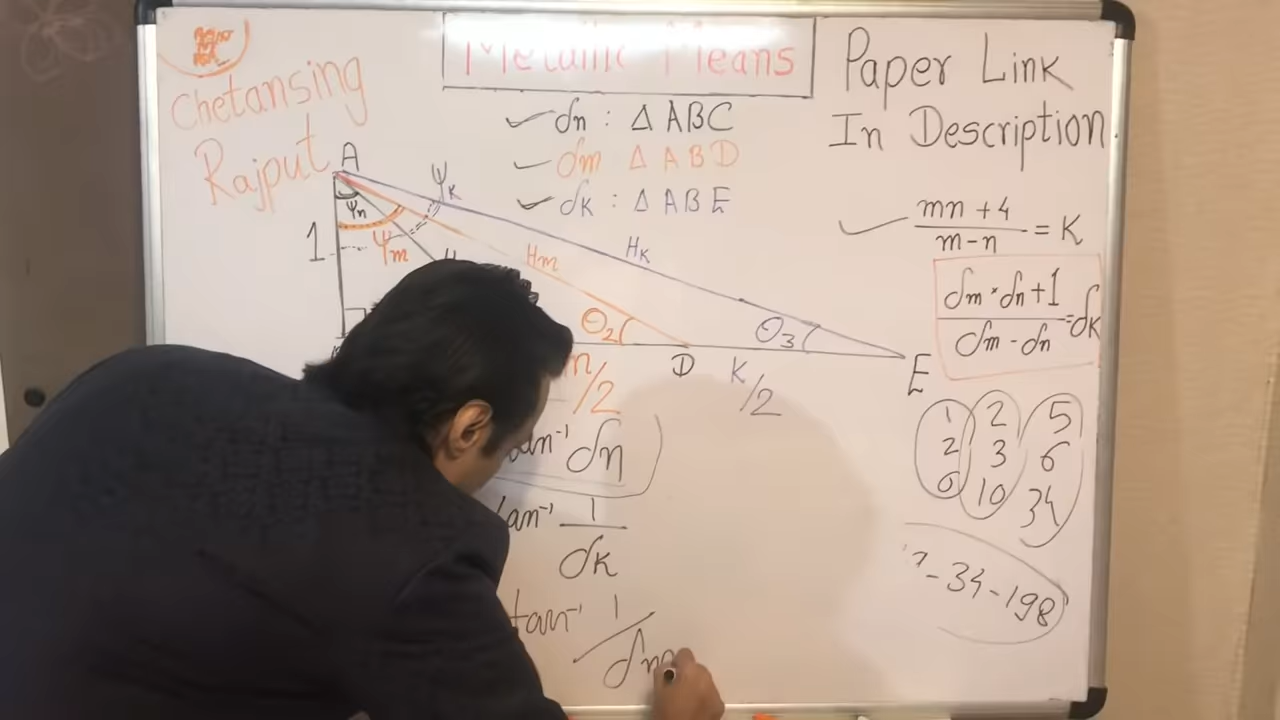 Metallic Means
Chetansing
Rajput
Paper Link
In Description
δn : Δ ABC
δm Δ ABD
δK : Δ ABE
A
ψn
ψm
ψK
1
Hm
HK
θ2
θ3
D
E
/2
K/2
mn + 4 / m - n = K
δm × δn + 1 / δm - δn = δK
1 2 5
2 3 6
6 10 34
tan⁻¹ δn
tan⁻¹ 1/δK
tan⁻¹ 1/δm
- 34 - 198